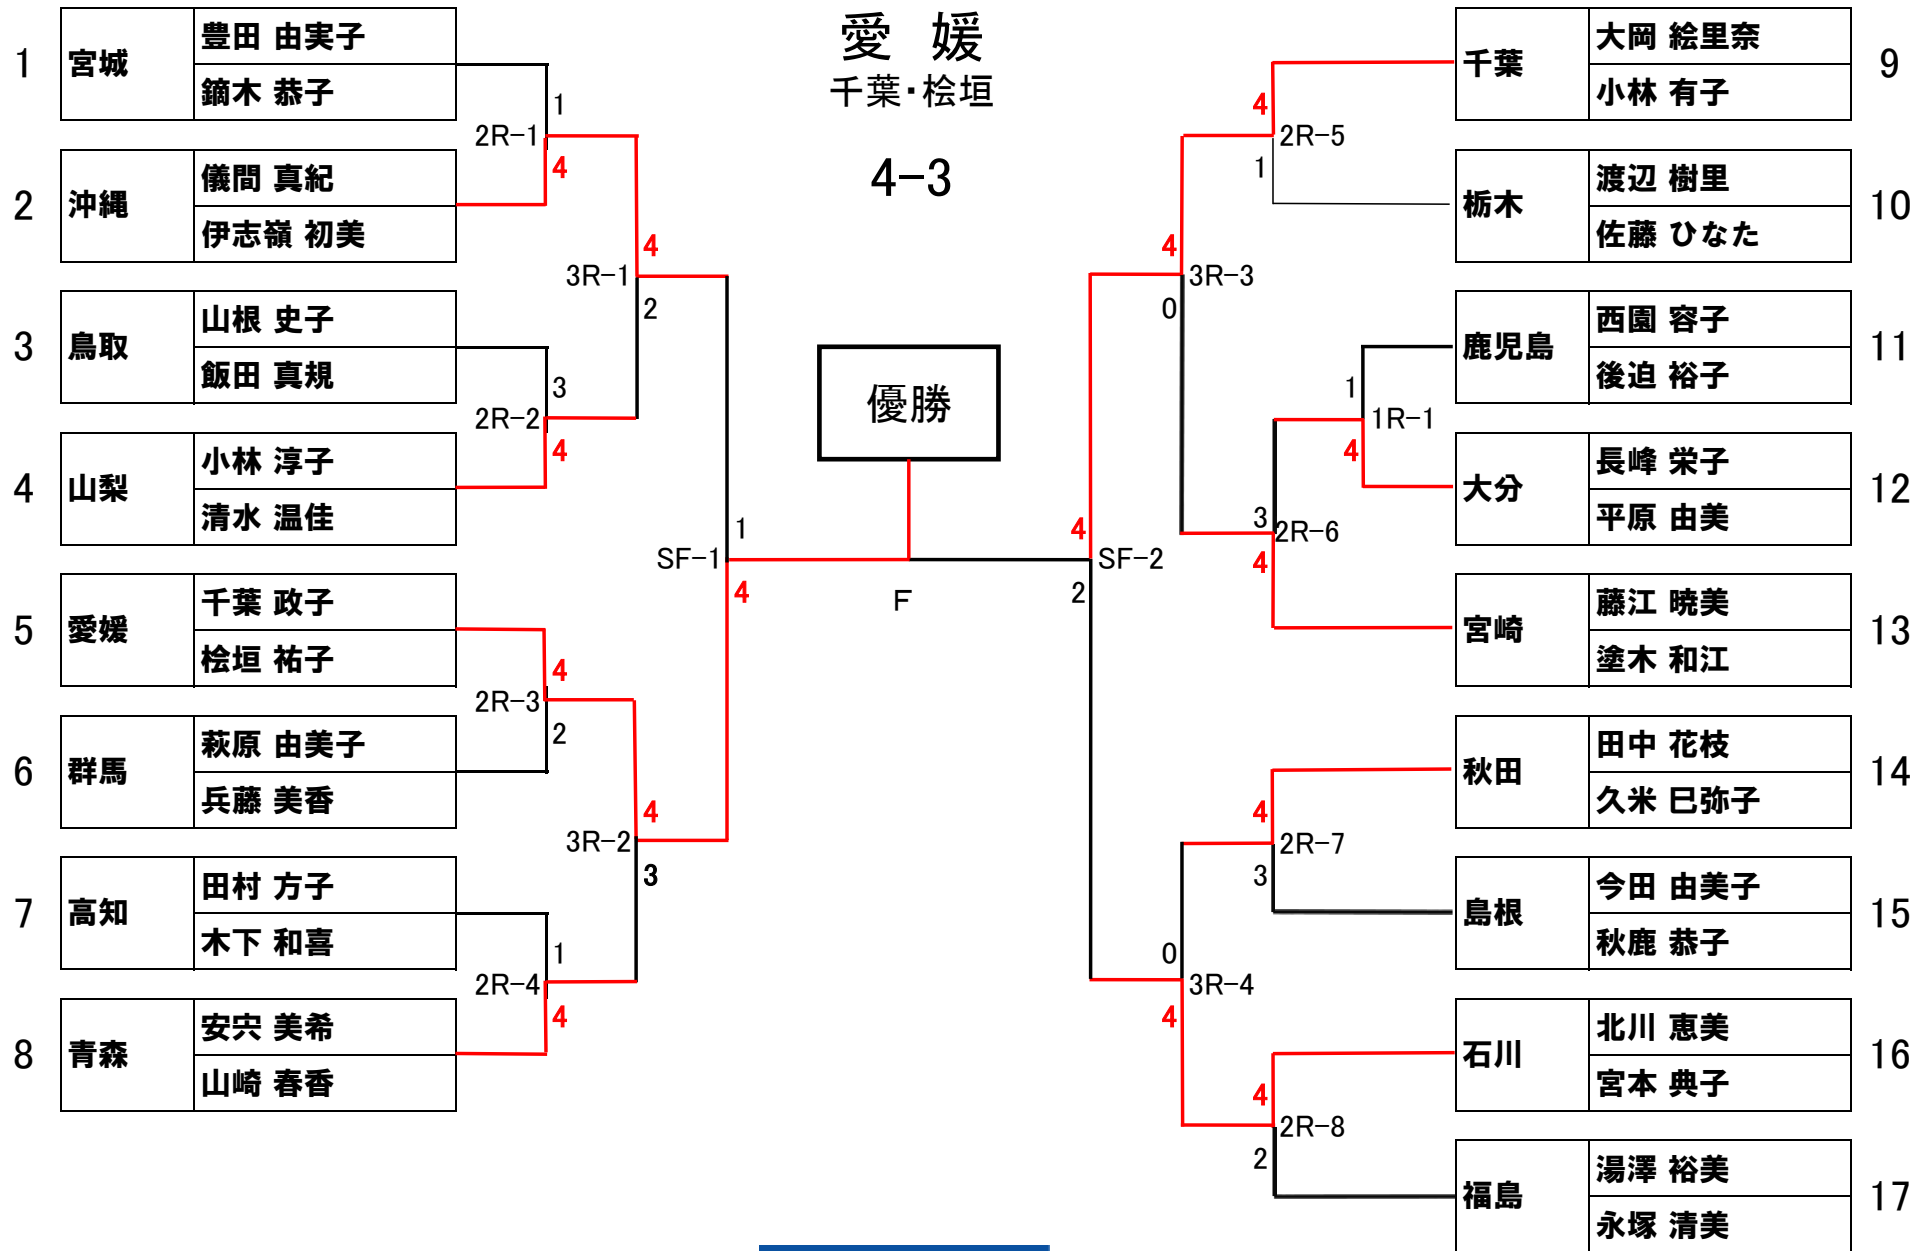 愛 媛
千葉・桧垣
4-3
優勝
F
1 宮城 豊田 由実子
鏑木 恭子
2 沖縄 儀間 真紀
伊志嶺 初美
3 鳥取 山根 史子
飯田 真規
4 山梨 小林 淳子
清水 温佳
5 愛媛 千葉 政子
桧垣 祐子
6 群馬 萩原 由美子
兵藤 美香
7 高知 田村 方子
木下 和喜
8 青森 安宍 美希
山崎 春香
1
2R-1
4
3
2R-2
4
4
2R-3
2
1
2R-4
4
4
3R-1
2
4
3R-2
3
1
SF-1
4
4
SF-2
2
4
3R-3
0
0
3R-4
4
4
2R-5
1
1
1R-1
4
3
2R-6
4
4
2R-7
3
4
2R-8
2
千葉 大岡 絵里奈 9
小林 有子
栃木 渡辺 樹里 10
佐藤 ひなた
鹿児島 西園 容子 11
後迫 裕子
大分 長峰 栄子 12
平原 由美
宮崎 藤江 暁美 13
塗木 和江
秋田 田中 花枝 14
久米 巳弥子
島根 今田 由美子 15
秋鹿 恭子
石川 北川 恵美 16
宮本 典子
福島 湯澤 裕美 17
永塚 清美